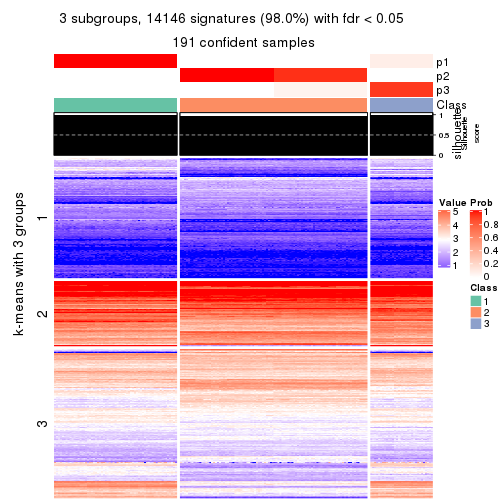 3 subgroups, 14146 signatures (98.0%) with fdr < 0.05
191 confident samples
p1
p2
p3
Class
1
0.5
0
silhouette
Silhouette
score
k-means with 3 groups
1
2
3
Value
5
4
3
2
1
Prob
1
0.8
0.6
0.4
0.2
0
Class
1
2
3